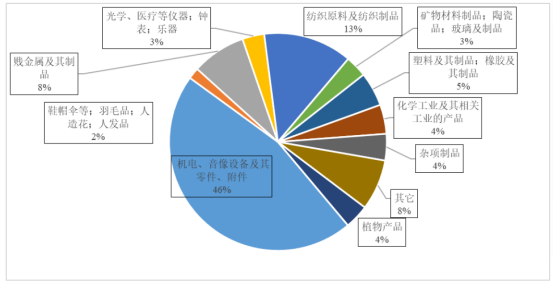 光学、医疗等仪器；钟
表；乐器
3%
纺织原料及纺织制品
13%
矿物材料制品；陶瓷
品；玻璃及制品
3%
贱金属及其制
品
8%
塑料及其制品；橡胶及
其制品
5%
鞋帽伞等；羽毛品；人
造花；人发品
2%
化学工业及其相关
工业的产品
4%
机电、音像设备及其
零件、附件
46%
杂项制品
4%
其它
8%
植物产品
4%